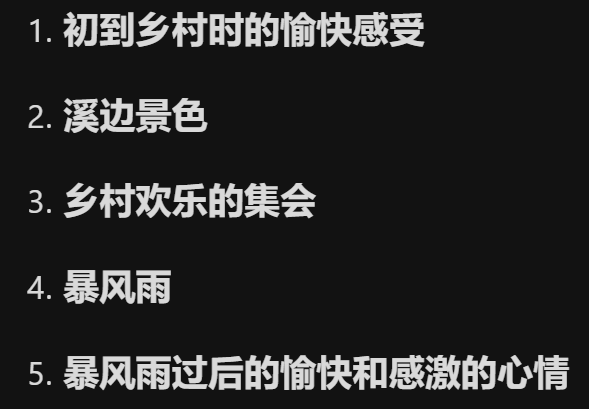 1. 初到乡村时的愉快感受
2. 溪边景色
3. 乡村欢乐的集会
4. 暴风雨
5. 暴风雨过后的愉快和感激的心情